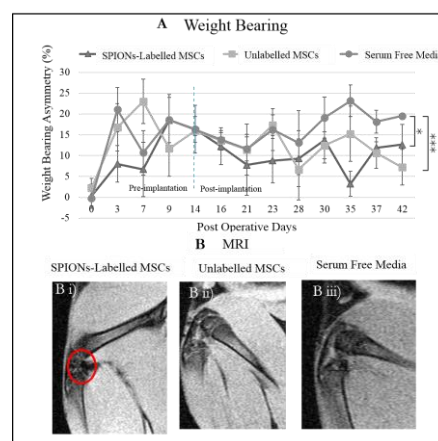 A Weight Bearing
SPIONs-Labelled MSCs Unlabelled MSCs Serum Free Media
Weight Bearing Asymmetry (%)
30
25
20
15
10
5
0
-5
Pre-implantation Post-implantation
0 3 7 9 14 16 21 23 28 30 35 37 42
Post Operative Days
*
***
B MRI
SPIONs-Labelled MSCs Unlabelled MSCs Serum Free Media
B i) B ii) B iii)